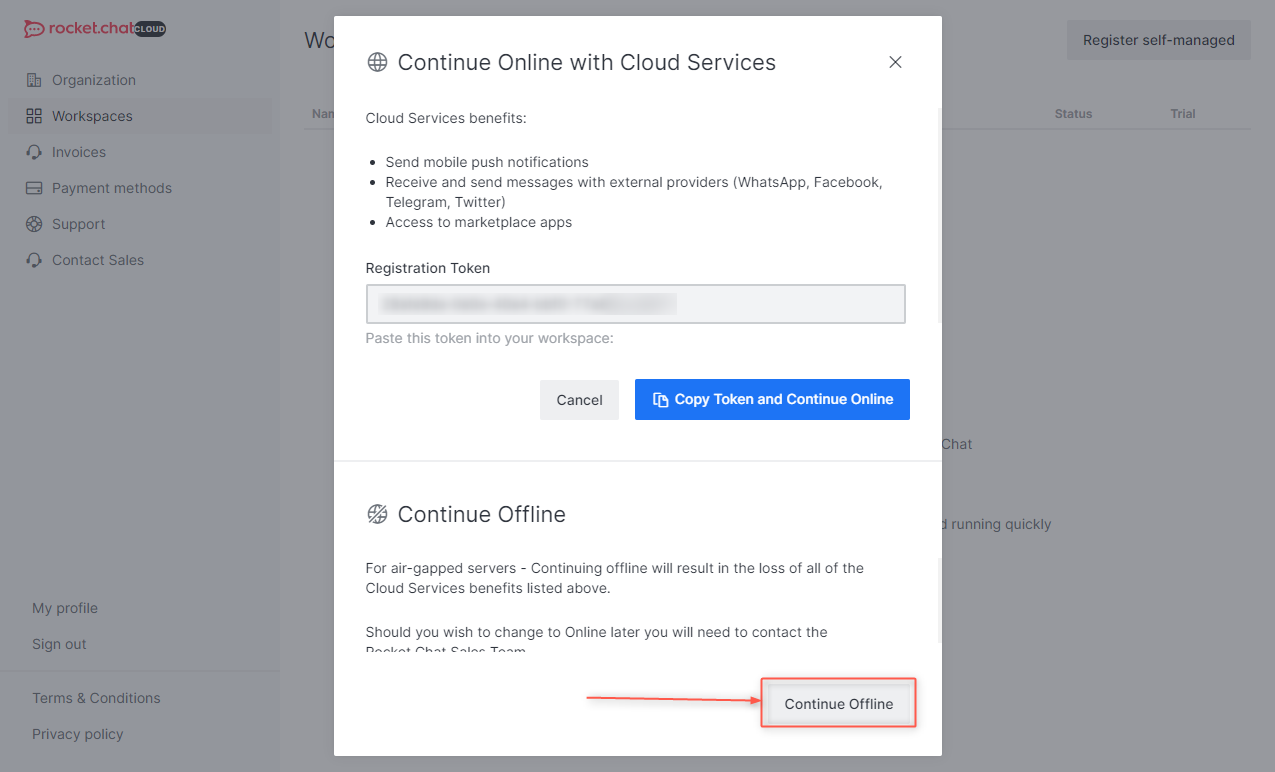 rocket.chat CLOUD
Organization
Workspaces
Invoices
Payment methods
Support
Contact Sales
My profile
Sign out
Terms & Conditions
Privacy policy
Register self-managed
Status
Trial
Continue Online with Cloud Services
Cloud Services benefits:
Send mobile push notifications
Receive and send messages with external providers (WhatsApp, Facebook,
Telegram, Twitter)
Access to marketplace apps
Registration Token
Paste this token into your workspace:
Cancel
Copy Token and Continue Online
Chat
running quickly
Continue Offline
For air-gapped servers - Continuing offline will result in the loss of all of the
Cloud Services benefits listed above.
Should you wish to change to Online later you will need to contact the
Rocket.Chat Sales Team
Continue Offline